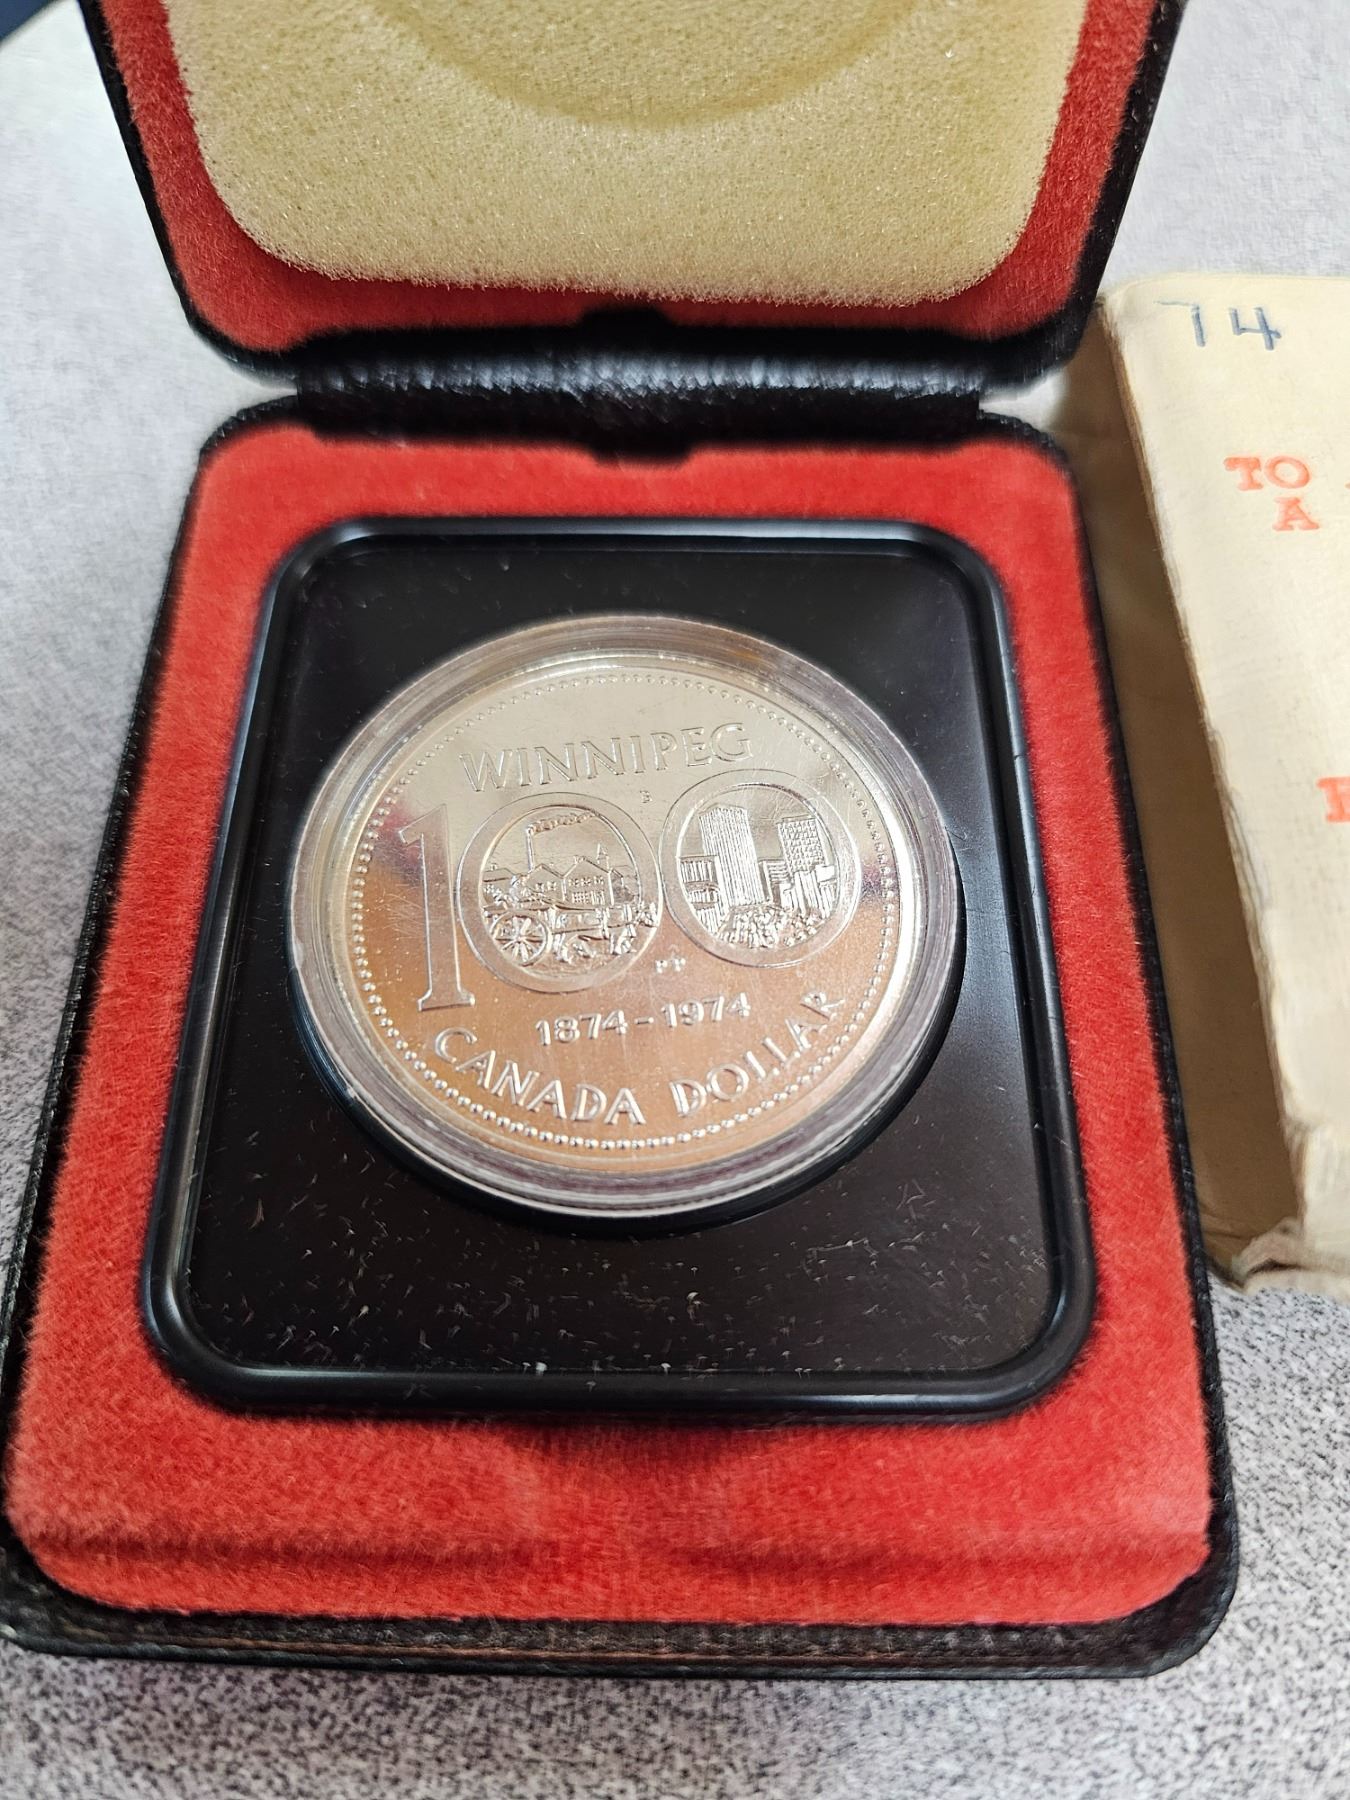 74
TO
A
WINNIPEG
100
1874-1974
CANADA DOLLAR